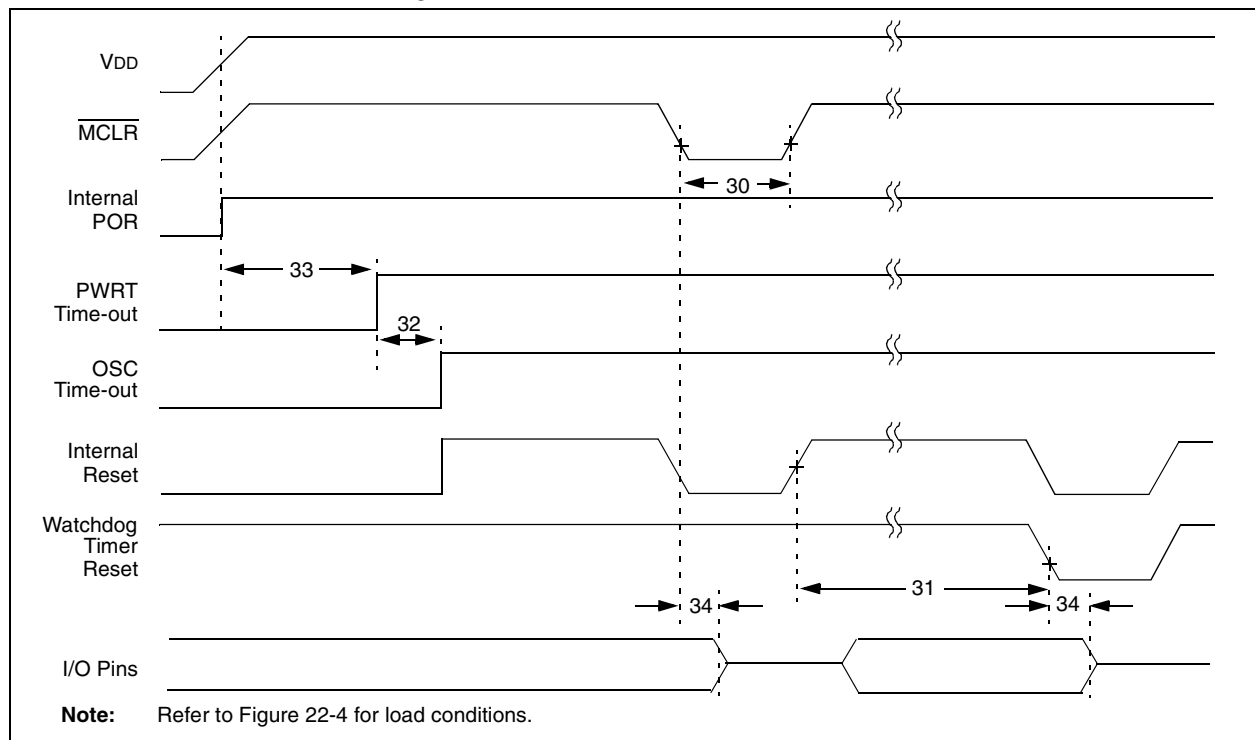 VDD
MCLR
30
Internal
POR
33
PWRT
Time-out
32
OSC
Time-out
Internal
Reset
Watchdog
Timer
Reset
31
34
34
I/O Pins
Note: Refer to Figure 22-4 for load conditions.